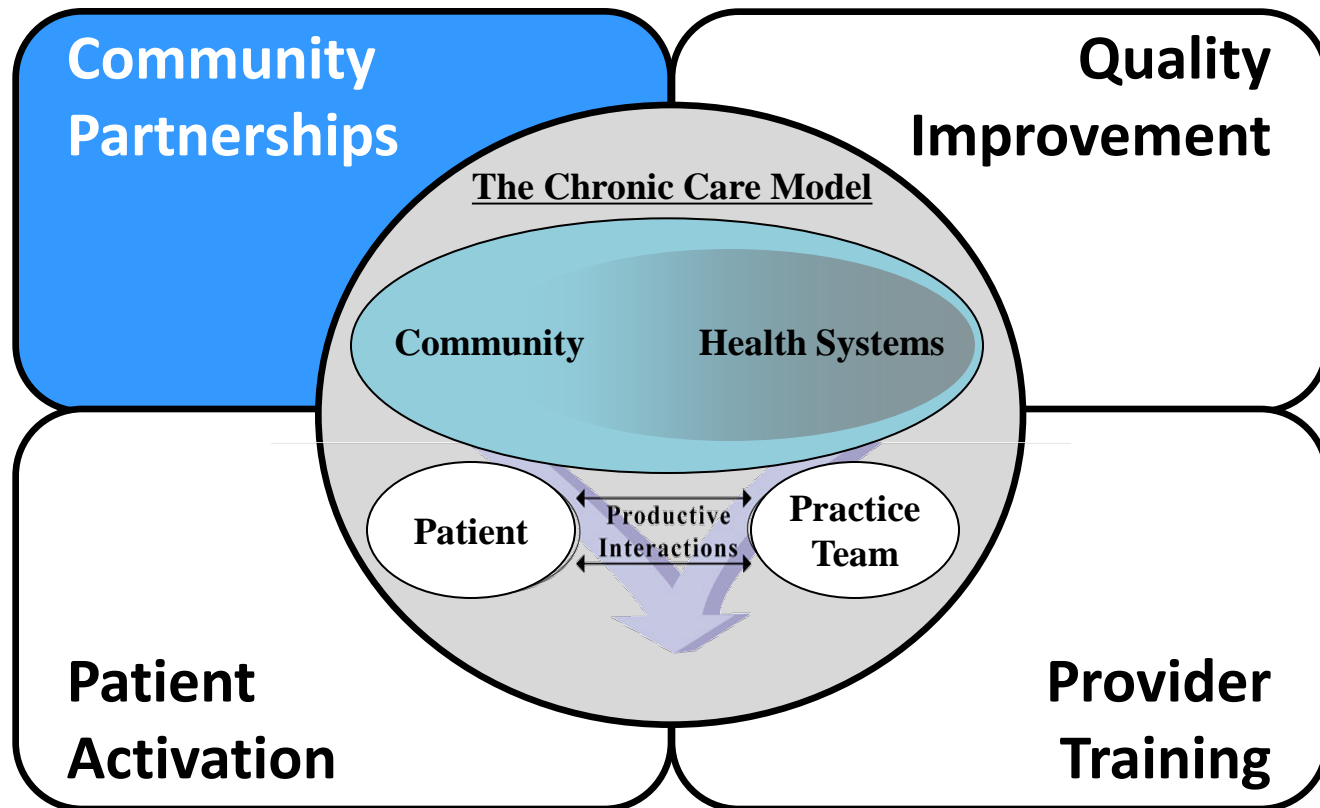 Community
Partnerships
Quality
Improvement
The Chronic Care Model
Community
Health Systems
Patient
Productive
Interactions
Practice
Team
Patient
Activation
Provider
Training